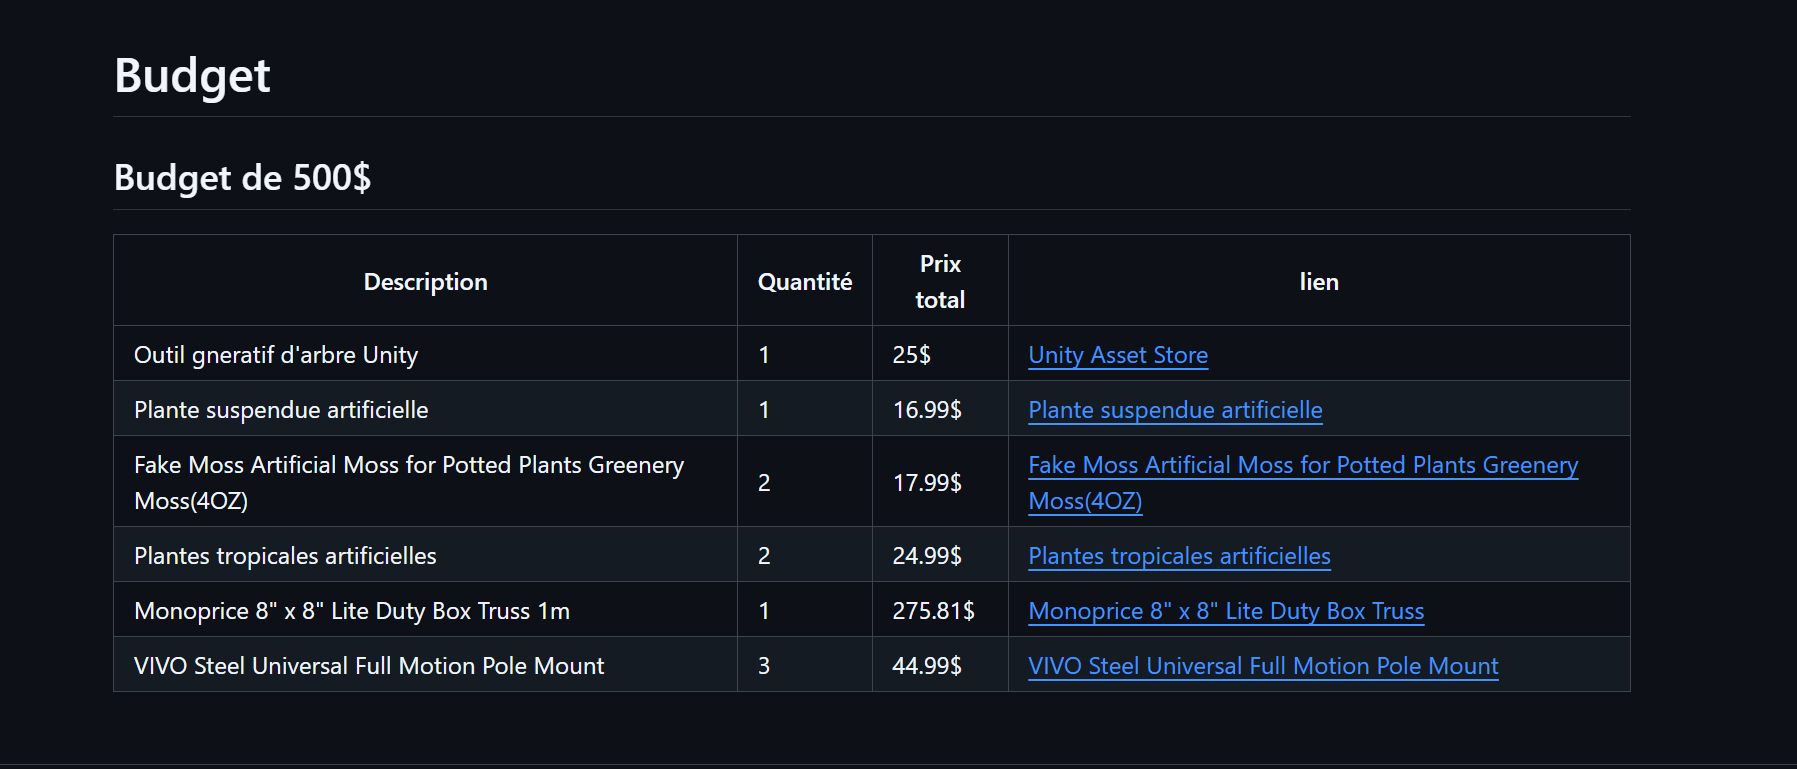 Budget
Budget de 500$
Description Quantité Prix total lien
Outil gneratif d'arbre Unity 1 25$ Unity Asset Store
Plante suspendue artificielle 1 16.99$ Plante suspendue artificielle
Fake Moss Artificial Moss for Potted Plants Greenery Moss(4OZ) 2 17.99$ Fake Moss Artificial Moss for Potted Plants Greenery Moss(4OZ)
Plantes tropicales artificielles 2 24.99$ Plantes tropicales artificielles
Monoprice 8" x 8" Lite Duty Box Truss 1m 1 275.81$ Monoprice 8" x 8" Lite Duty Box Truss
VIVO Steel Universal Full Motion Pole Mount 3 44.99$ VIVO Steel Universal Full Motion Pole Mount